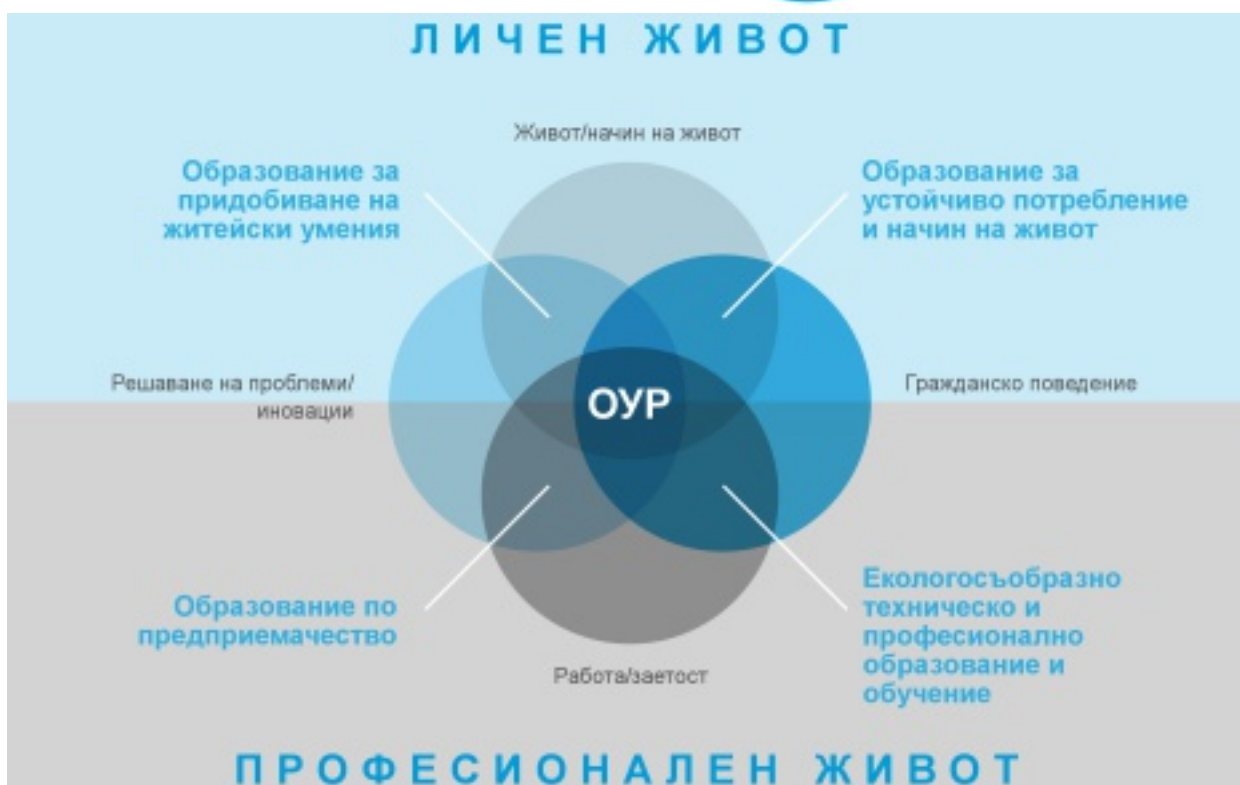 ЛИЧЕН ЖИВОТ
Живот/начин на живот
Образование за
придобиване на
житейски умения
Образование за
устойчиво потребление
и начин на живот
Решаване на проблеми/
иновации
ОУР
Гражданско поведение
Образование по
предприемачество
Екологосъобразно
техническо и
професионално
образование и
обучение
Работа/заетост
ПРОФЕСИОНАЛЕН ЖИВОТ